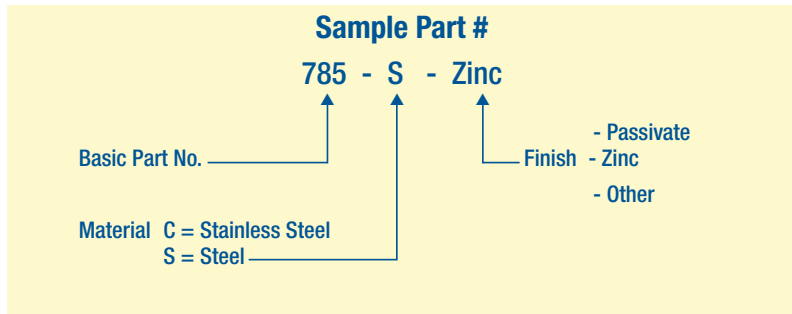 Sample Part #
785 - S - Zinc
- Passivate
Basic Part No.
Finish - Zinc
- Other
Material C = Stainless Steel
S = Steel